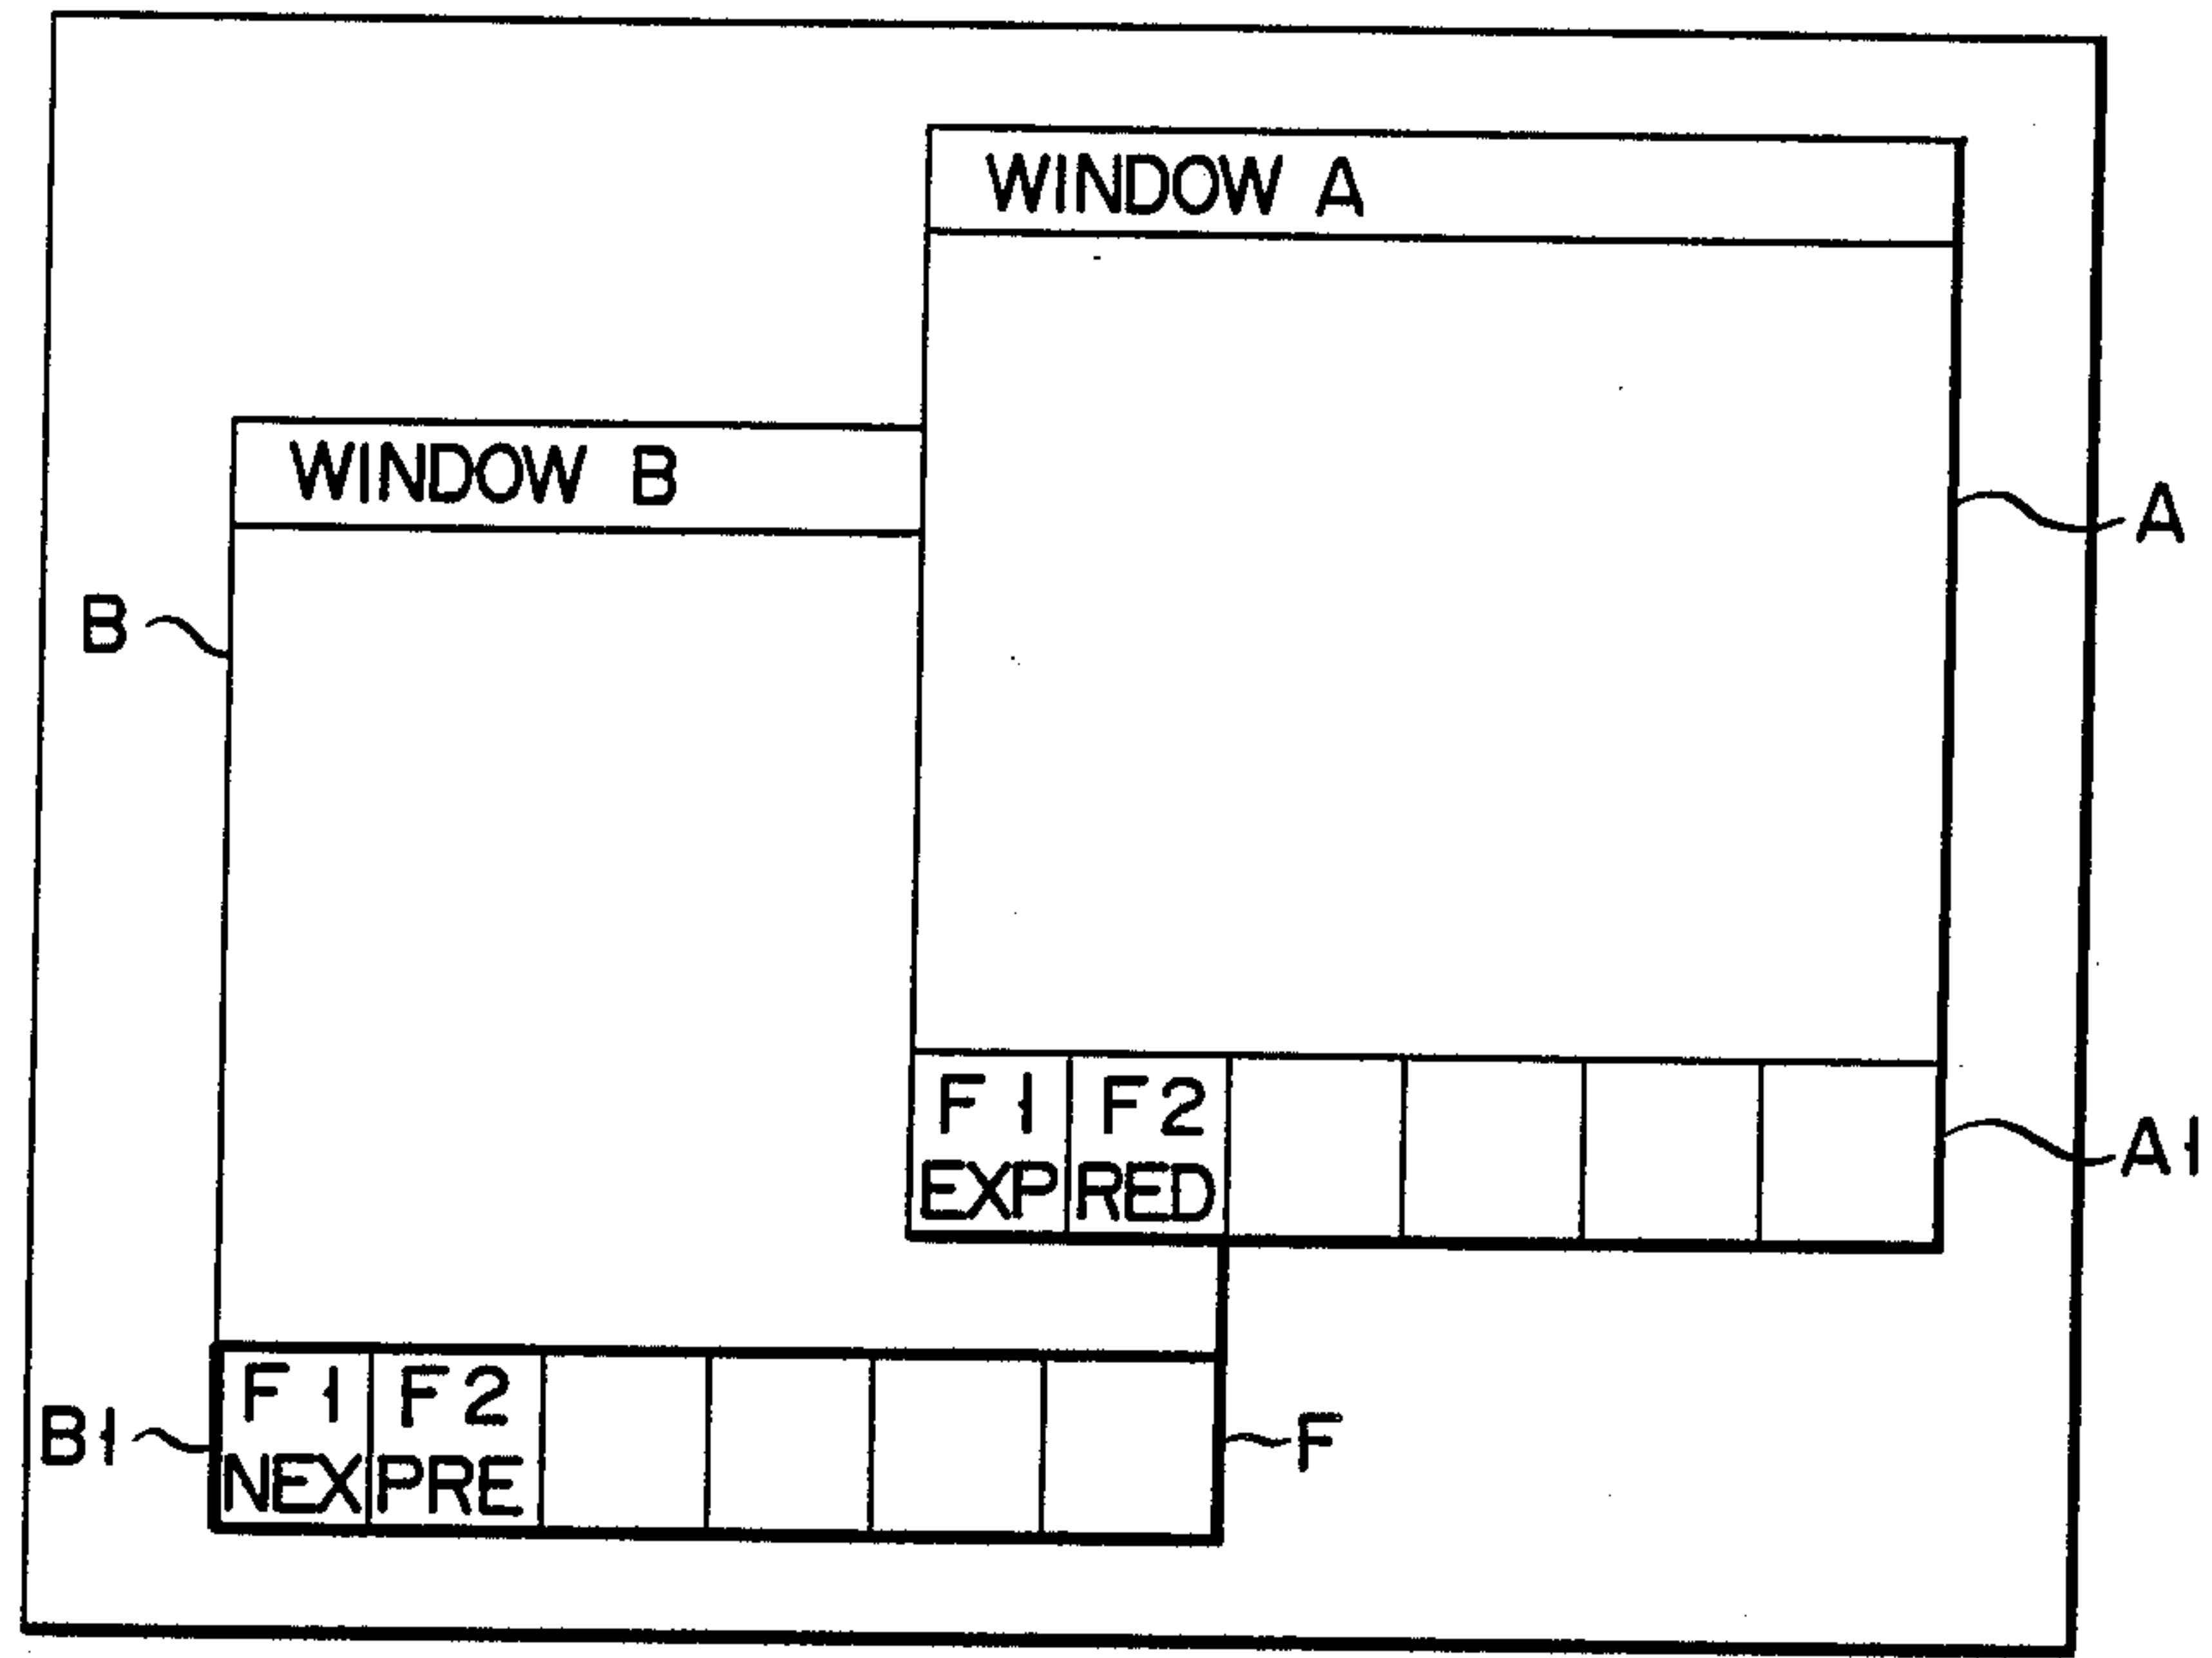 WINDOW A
WINDOW B
A
B
F1 F2
EXP RED
A1
F1 F2
NEX PRE
B1
F